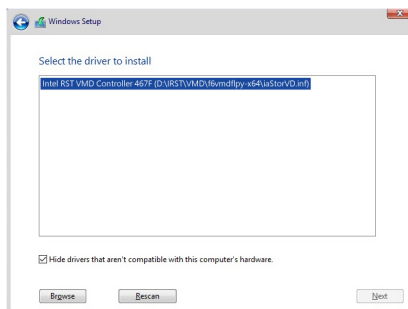 Windows Setup
Select the driver to install
Intel RST VMD Controller 467F (D:\IRST\VMD\f6vmdflpy-x64\iaStorVD.inf)
Hide drivers that aren't compatible with this computer's hardware.
Browse
Rescan
Next